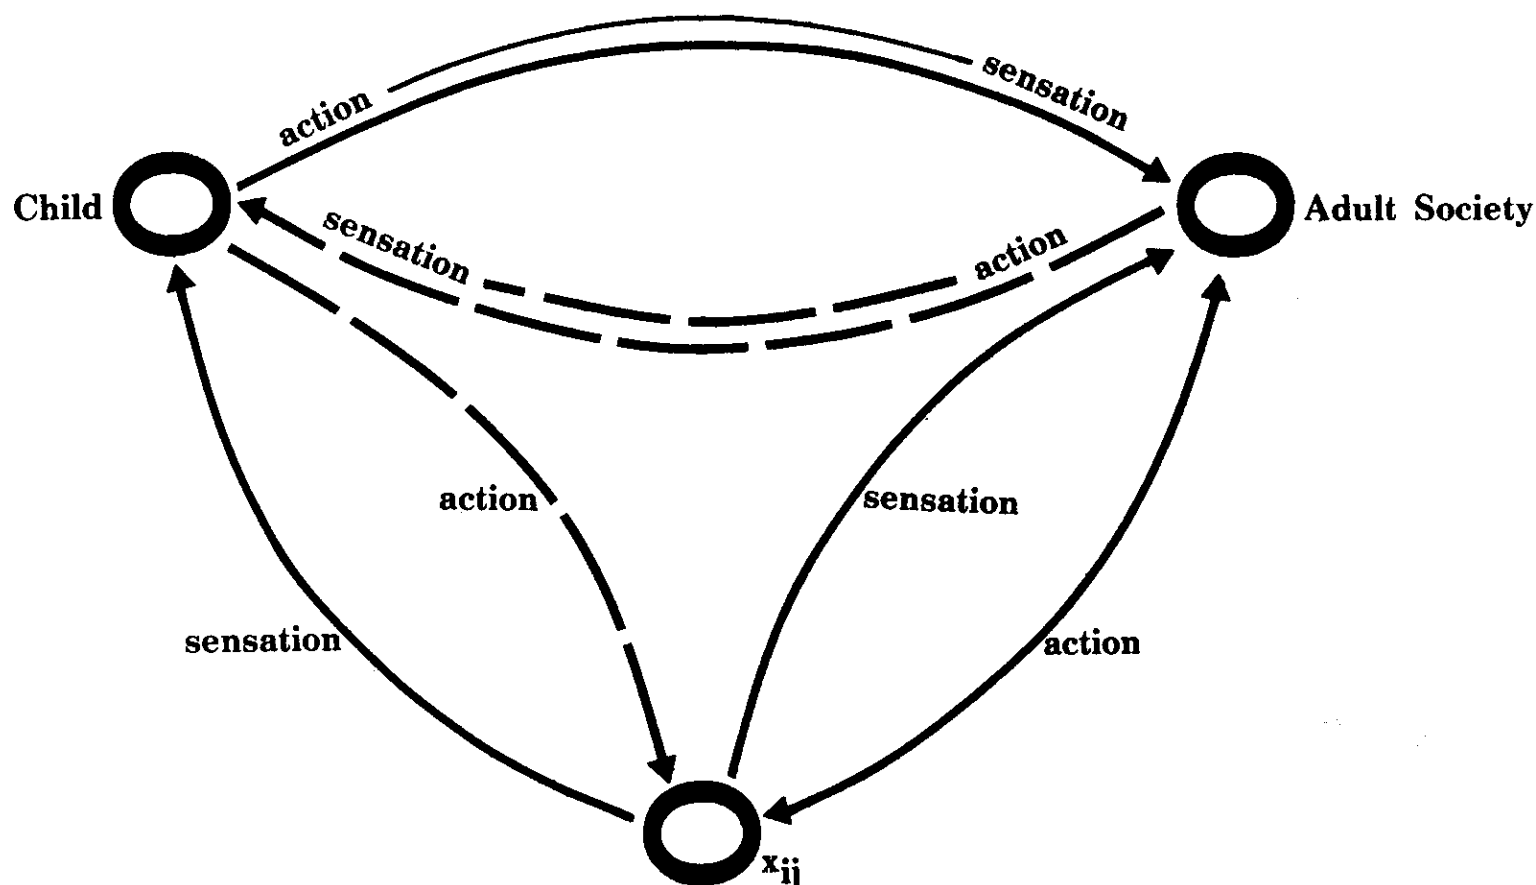 action
sensation
Child
Adult Society
sensation
action
action
sensation
sensation
action
xij